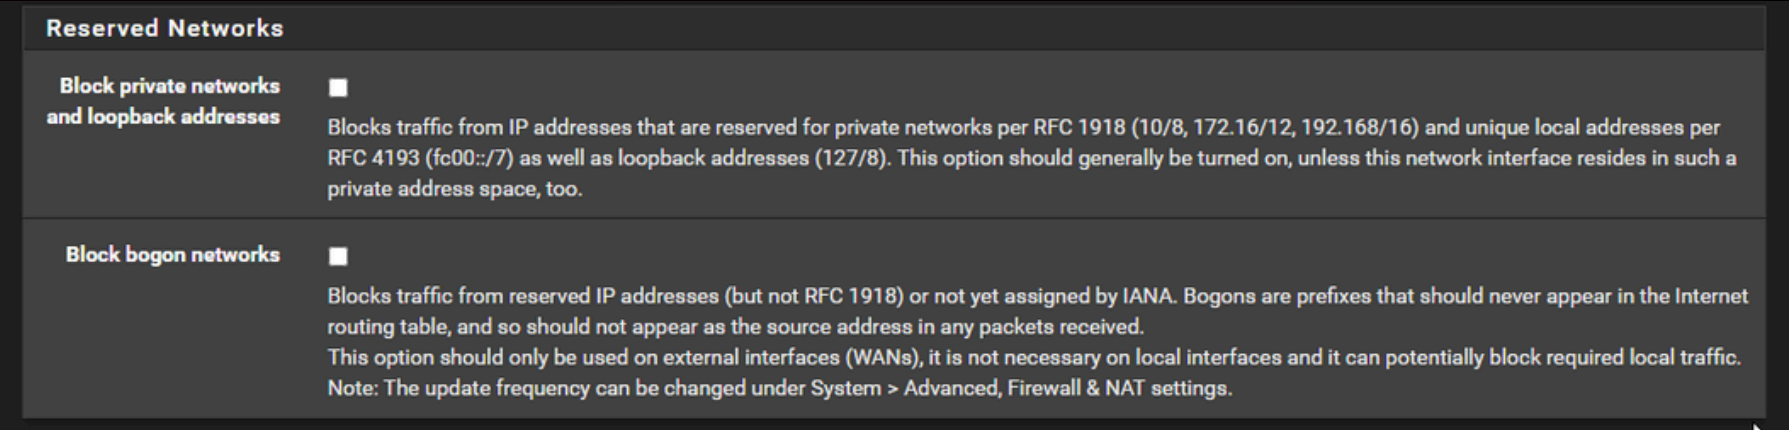 Reserved Networks
Block private networks
and loopback addresses
Blocks traffic from IP addresses that are reserved for private networks per RFC 1918 (10/8, 172.16/12, 192.168/16) and unique local addresses per
RFC 4193 (fc00::/7) as well as loopback addresses (127/8). This option should generally be turned on, unless this network interface resides in such a
private address space, too.
Block bogon networks
Blocks traffic from reserved IP addresses (but not RFC 1918) or not yet assigned by IANA. Bogons are prefixes that should never appear in the Internet
routing table, and so should not appear as the source address in any packets received.
This option should only be used on external interfaces (WANs), it is not necessary on local interfaces and it can potentially block required local traffic.
Note: The update frequency can be changed under System > Advanced, Firewall & NAT settings.